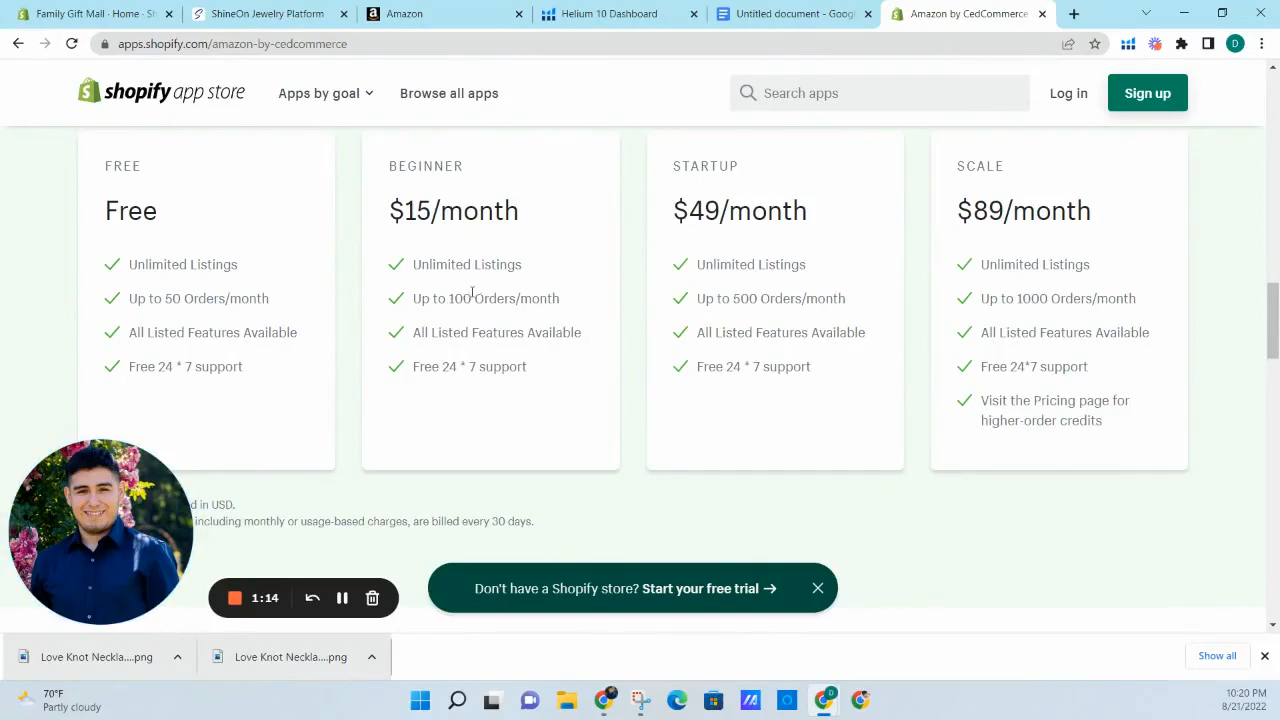 Family Gift Mall · Home · S
ShineOn Jewelry Platform
Amazon
Helium 10 Dashboard
Untitled document - Google
Amazon by CedCommerce
apps.shopify.com/amazon-by-cedcommerce
D
shopify app store
Apps by goal
Browse all apps
Search apps
Log in
Sign up
FREE
Free
Unlimited Listings
Up to 50 Orders/month
All Listed Features Available
Free 24 * 7 support
BEGINNER
$15/month
Unlimited Listings
Up to 100 Orders/month
All Listed Features Available
Free 24 * 7 support
STARTUP
$49/month
Unlimited Listings
Up to 500 Orders/month
All Listed Features Available
Free 24 * 7 support
SCALE
$89/month
Unlimited Listings
Up to 1000 Orders/month
All Listed Features Available
Free 24*7 support
Visit the Pricing page for
higher-order credits
d in USD.
including monthly or usage-based charges, are billed every 30 days.
Don't have a Shopify store? Start your free trial →
1:14
Love Knot Neckla....png
Love Knot Neckla....png
Show all
70°F
Partly cloudy
10:20 PM
8/21/2022